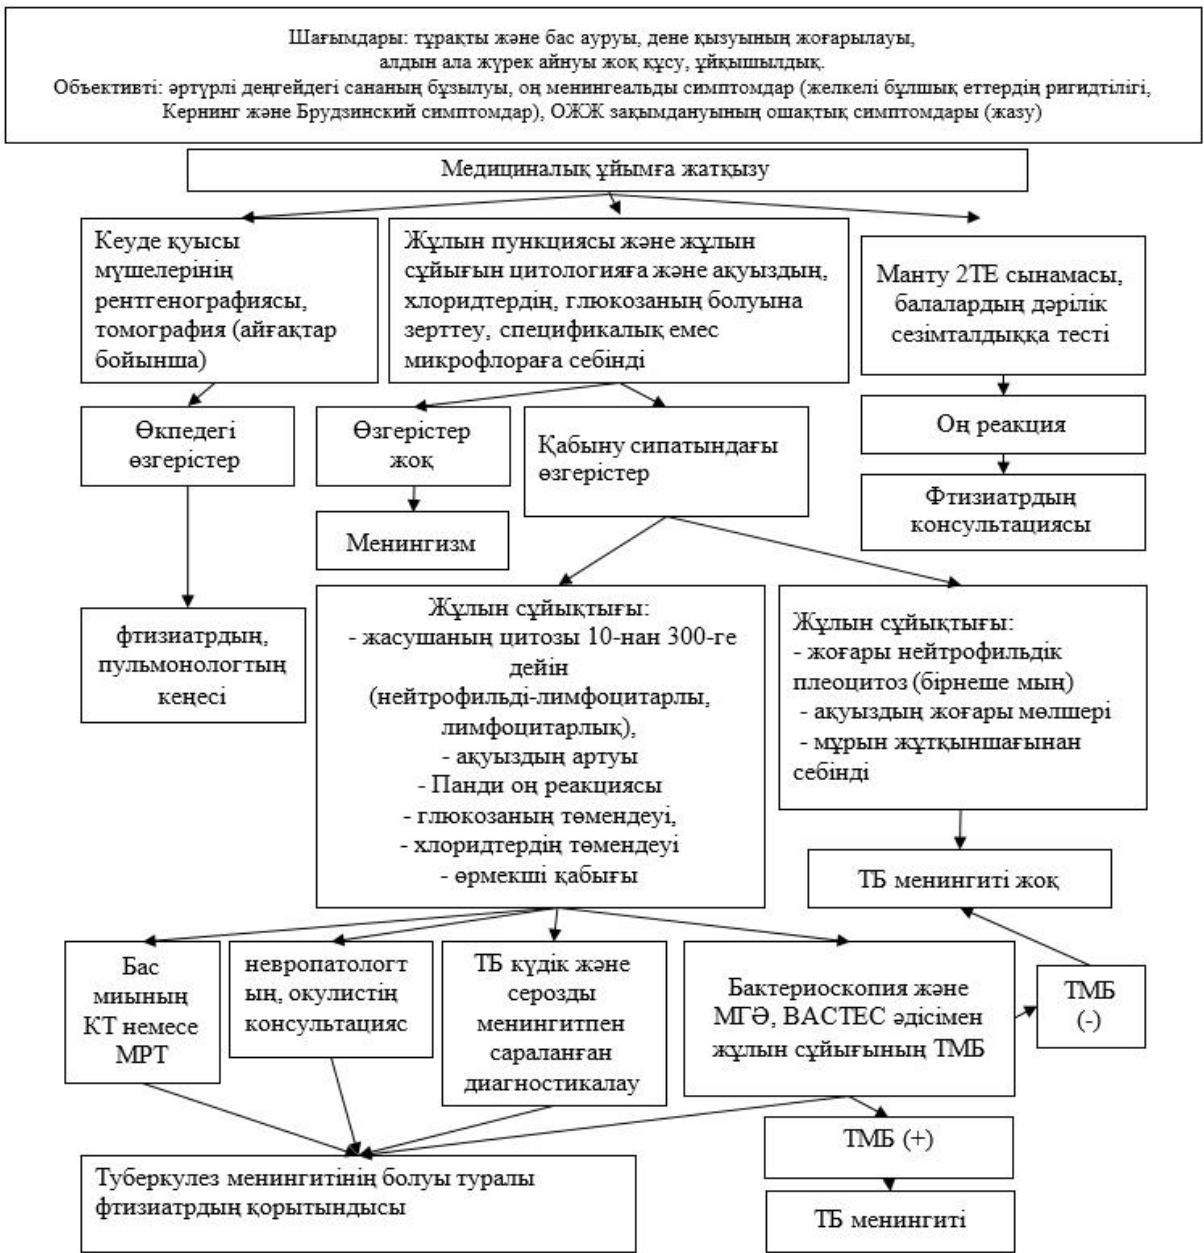 Шағымдары: тұрақты және бас ауруы, дене қызуының жоғарылауы,
алдын ала жүрек айнуы жоқ құсу, ұйқышылдық.
Объективті: әртүрлі деңгейдегі сананың бұзылуы, оң менингеальды симптомдар (желкелі бұлшық еттердің ригидтілігі,
Кернинг және Брудзинский симптомдар), ОЖЖ зақымдануының ошақтық симптомдары (жазу)
Медициналық ұйымға жатқызу
Кеуде қуысы
мүшелерінің
рентгенографиясы,
томография (айғақтар
бойынша)
Жұлын пункциясы және жұлын
сұйығын цитологияға және ақуыздың,
хлоридтердің, глюкозаның болуына
зерттеу, спецификалық емес
микрофлораға себінді
Манту 2ТЕ сынамасы,
балалардың дәрілік
сезімталдыққа тесті
Өкпедегі
өзгерістер
Өзгерістер
жоқ
Қабыну сипатындағы
өзгерістер
Оң реакция
Фтизиатрдың
консультациясы
Менингизм
фтизиатрдың,
пульмонологтың
кеңесі
Жұлын сұйықтығы:
- жасушаның цитозы 10-нан 300-ге
дейін
(нейтрофильді-лимфоцитарлы,
лимфоцитарлық),
- ақуыздың артуы
- Панди оң реакциясы
- глюкозаның төмендеуі,
- хлоридтердің төмендеуі
- өрмекші қабығы
Жұлын сұйықтығы:
- жоғары нейтрофильдік
плеоцитоз (бірнеше мың)
- ақуыздың жоғары мөлшері
- мұрын жұтқыншағынан
себінді
ТБ менингиті жоқ
Бас
миының
КТ немесе
МРТ
невропатологт
ың, окулистің
консультацияс
ТБ күдік және
серозды
менингитпен
сараланған
диагностикалау
Бактериоскопия және
МГӘ, ВАСТЕС әдісімен
жұлын сұйығының ТМБ
ТМБ
(-)
ТМБ (+)
Туберкулез менингитінің болуы туралы
фтизиатрдың қорытындысы
ТБ менингиті